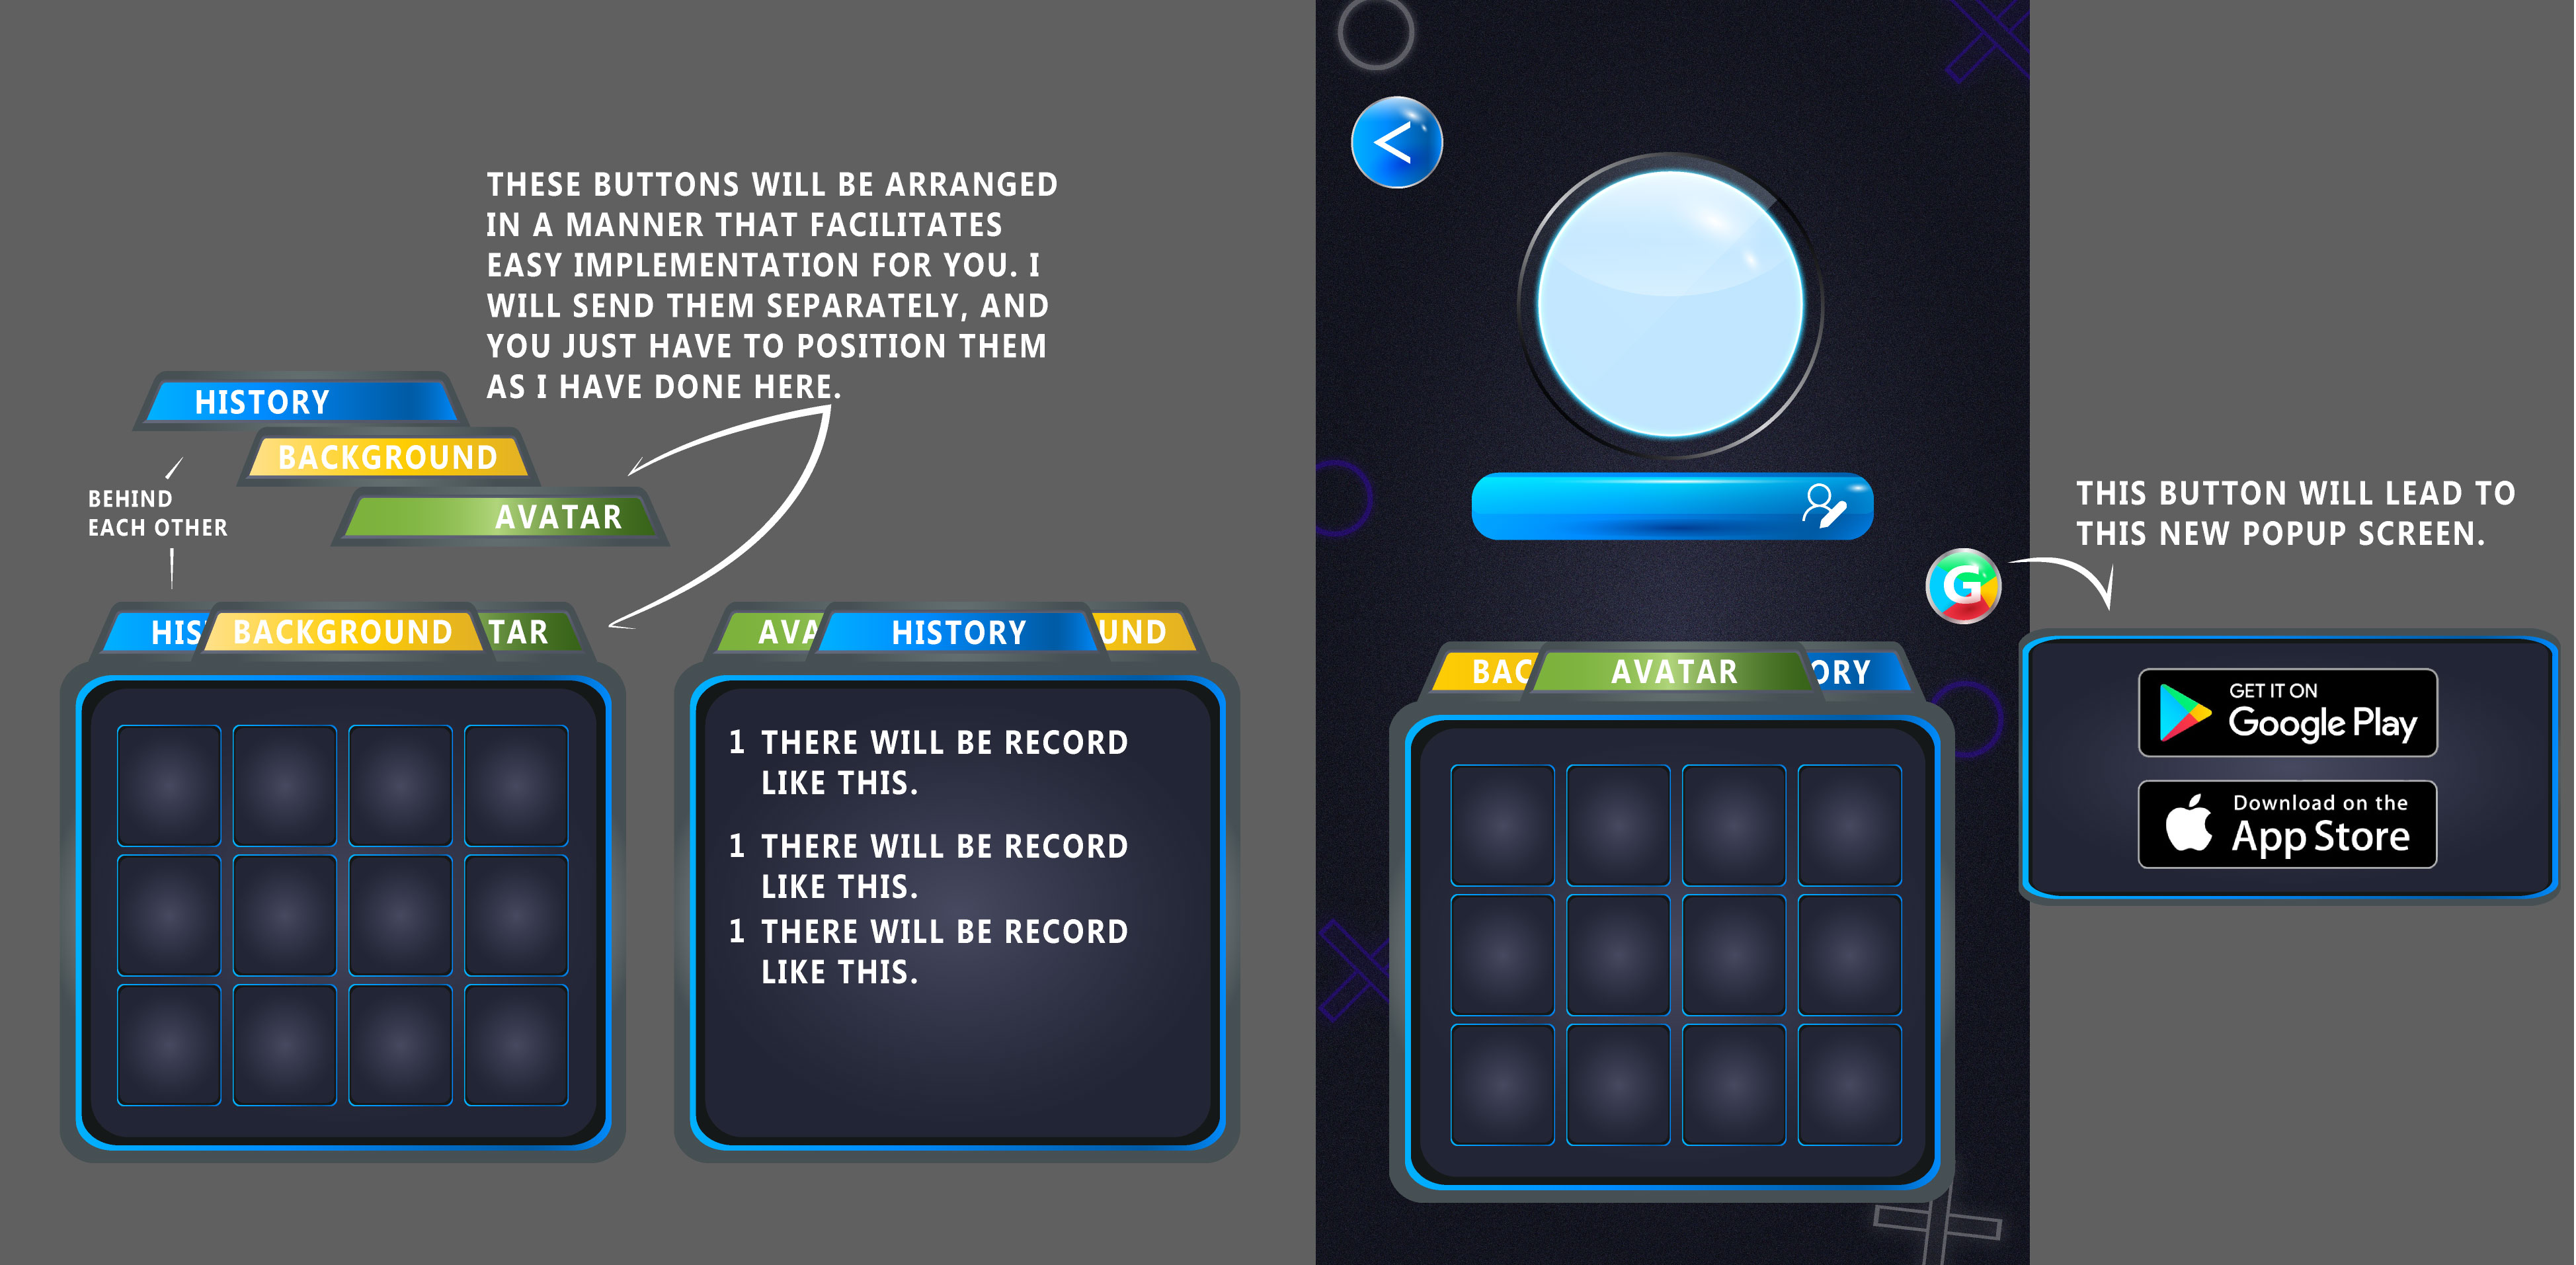 THESE BUTTONS WILL BE ARRANGED
IN A MANNER THAT FACILITATES
EASY IMPLEMENTATION FOR YOU. I
WILL SEND THEM SEPARATELY, AND
YOU JUST HAVE TO POSITION THEM
AS I HAVE DONE HERE.
HISTORY
BACKGROUND
AVATAR
BEHIND
EACH OTHER
HIS BACKGROUND TAR
AVA HISTORY UND
1 THERE WILL BE RECORD
LIKE THIS.
1 THERE WILL BE RECORD
LIKE THIS.
1 THERE WILL BE RECORD
LIKE THIS.
<
G
BAC AVATAR ORY
THIS BUTTON WILL LEAD TO
THIS NEW POPUP SCREEN.
GET IT ON
Google Play
Download on the
App Store